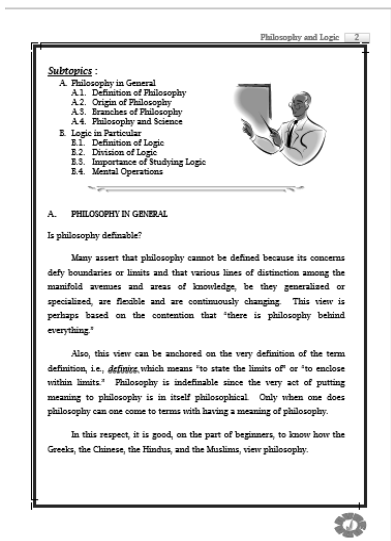 Philosophy and Logic 2
Subtopics :
A. Philosophy in General
A.1. Definition of Philosophy
A.2. Origin of Philosophy
A.3. Branches of Philosophy
A.4. Philosophy and Science
B. Logic in Particular
B.1. Definition of Logic
B.2. Division of Logic
B.3. Importance of Studying Logic
B.4. Mental Operations
A. PHILOSOPHY IN GENERAL
Is philosophy definable?
Many assert that philosophy cannot be defined because its concerns
defy boundaries or limits and that various lines of distinction among the
manifold avenues and areas of knowledge, be they generalized or
specialized, are flexible and are continuously changing. This view is
perhaps based on the contention that "there is philosophy behind
everything."
Also, this view can be anchored on the very definition of the term
definition, i.e., definire, which means "to state the limits of" or "to enclose
within limits." Philosophy is indefinable since the very act of putting
meaning to philosophy is in itself philosophical. Only when one does
philosophy can one come to terms with having a meaning of philosophy.
In this respect, it is good, on the part of beginners, to know how the
Greeks, the Chinese, the Hindus, and the Muslims, view philosophy.